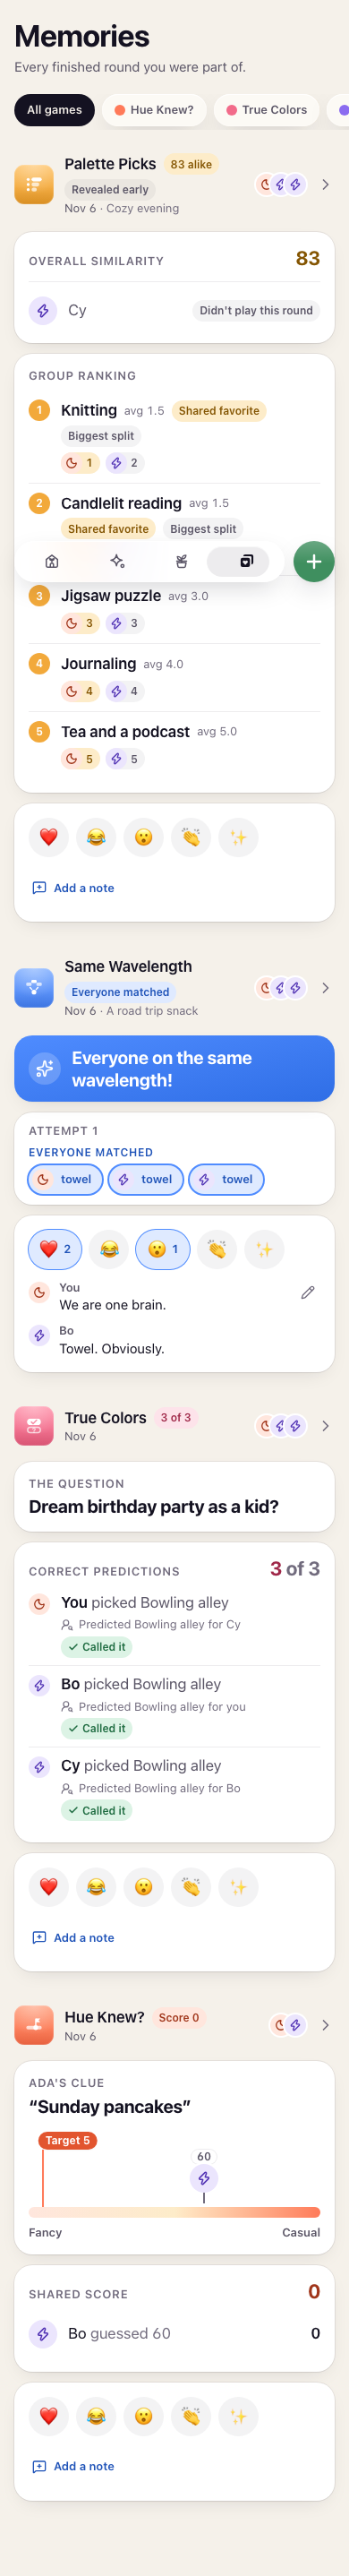 Memories
Every finished round you were part of.
All games
Hue Knew?
True Colors
Palette Picks 83 alike
Revealed early
Nov 6 · Cozy evening
OVERALL SIMILARITY 83
Cy Didn't play this round
GROUP RANKING
1 Knitting avg 1.5 Shared favorite
Biggest split
1 2
2 Candlelit reading avg 1.5
Shared favorite Biggest split
3 Jigsaw puzzle avg 3.0
3 3
4 Journaling avg 4.0
4 4
5 Tea and a podcast avg 5.0
5 5
Add a note
Same Wavelength
Everyone matched
Nov 6 · A road trip snack
Everyone on the same
wavelength!
ATTEMPT 1
EVERYONE MATCHED
towel towel towel
2 1
You
We are one brain.
Bo
Towel. Obviously.
True Colors 3 of 3
Nov 6
THE QUESTION
Dream birthday party as a kid?
CORRECT PREDICTIONS 3 of 3
You picked Bowling alley
Predicted Bowling alley for Cy
Called it
Bo picked Bowling alley
Predicted Bowling alley for you
Called it
Cy picked Bowling alley
Predicted Bowling alley for Bo
Called it
Add a note
Hue Knew? Score 0
Nov 6
ADA'S CLUE
“Sunday pancakes”
Target 5
60
Fancy Casual
SHARED SCORE 0
Bo guessed 60 0
Add a note